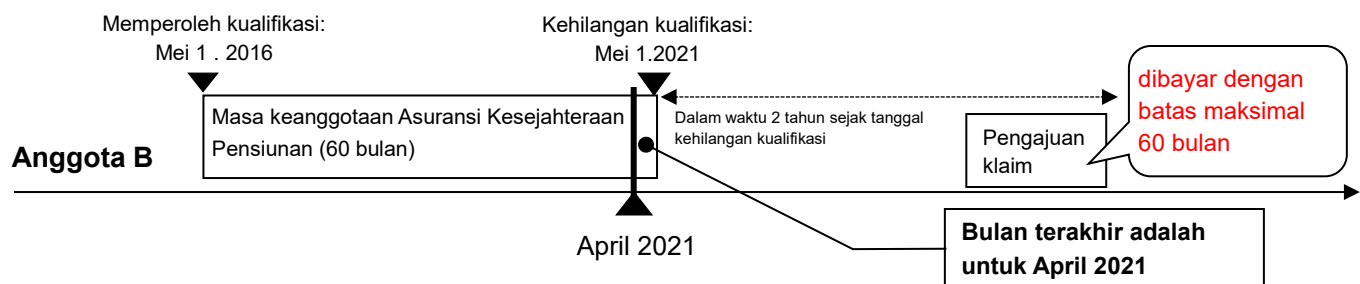 Memperoleh kualifikasi:
Mei 1 . 2016
Kehilangan kualifikasi:
Mei 1.2021
dibayar dengan
batas maksimal
60 bulan
Masa keanggotaan Asuransi Kesejahteraan
Pensiunan (60 bulan)
Dalam waktu 2 tahun sejak tanggal
kehilangan kualifikasi
Pengajuan
klaim
Anggota B
April 2021
Bulan terakhir adalah
untuk April 2021